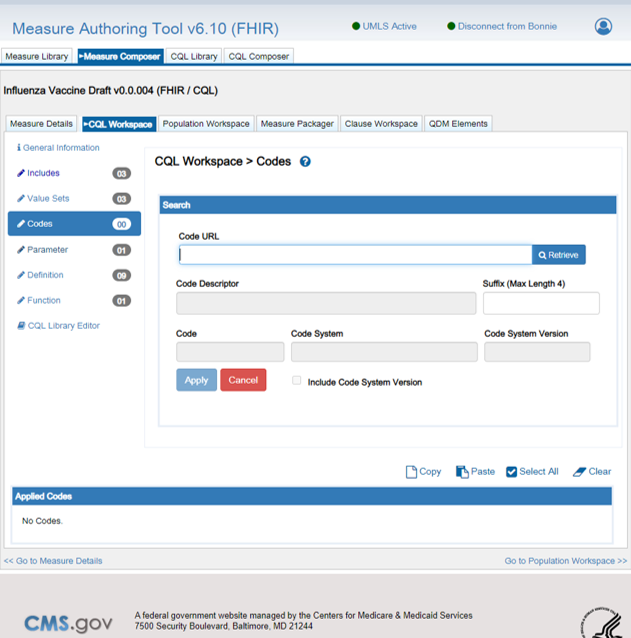 Measure Authoring Tool v6.10 (FHIR)
UMLS Active
Disconnect from Bonnie
Measure Library
Measure Composer
CQL Library
CQL Composer
Influenza Vaccine Draft v0.0.004 (FHIR / CQL)
Measure Details
CQL Workspace
Population Workspace
Measure Packager
Clause Workspace
QDM Elements
General Information
Includes 03
Value Sets 03
Codes 00
Parameter 01
Definition 09
Function 01
CQL Library Editor
CQL Workspace > Codes
Search
Code URL
Retrieve
Code Descriptor
Suffix (Max Length 4)
Code
Code System
Code System Version
Apply
Cancel
Include Code System Version
Copy
Paste
Select All
Clear
Applied Codes
No Codes.
<< Go to Measure Details
Go to Population Workspace >>
CMS.gov
A federal government website managed by the Centers for Medicare & Medicaid Services
7500 Security Boulevard, Baltimore, MD 21244